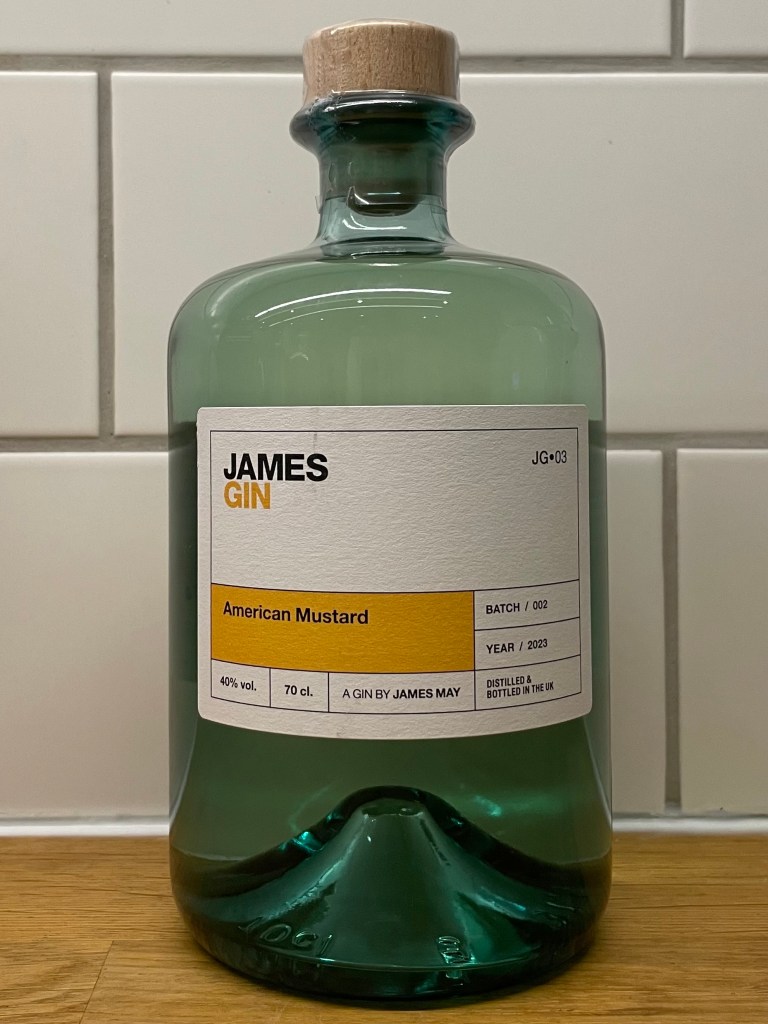 JAMES
GIN
JG•03
American Mustard
BATCH / 002
YEAR / 2023
40% vol.
70 cl.
A GIN BY JAMES MAY
DISTILLED &
BOTTLED IN THE UK